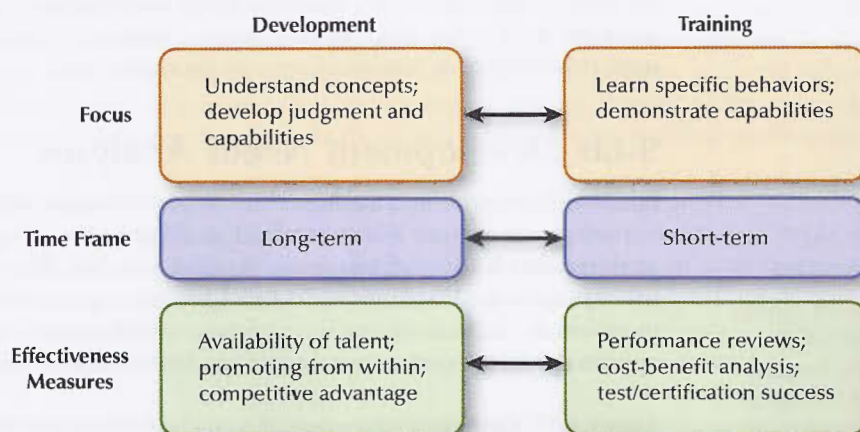 Development
Training
Focus
Understand concepts;
develop judgment and
capabilities
Learn specific behaviors;
demonstrate capabilities
Time Frame
Long-term
Short-term
Effectiveness
Measures
Availability of talent;
promoting from within;
competitive advantage
Performance reviews;
cost-benefit analysis;
test/certification success